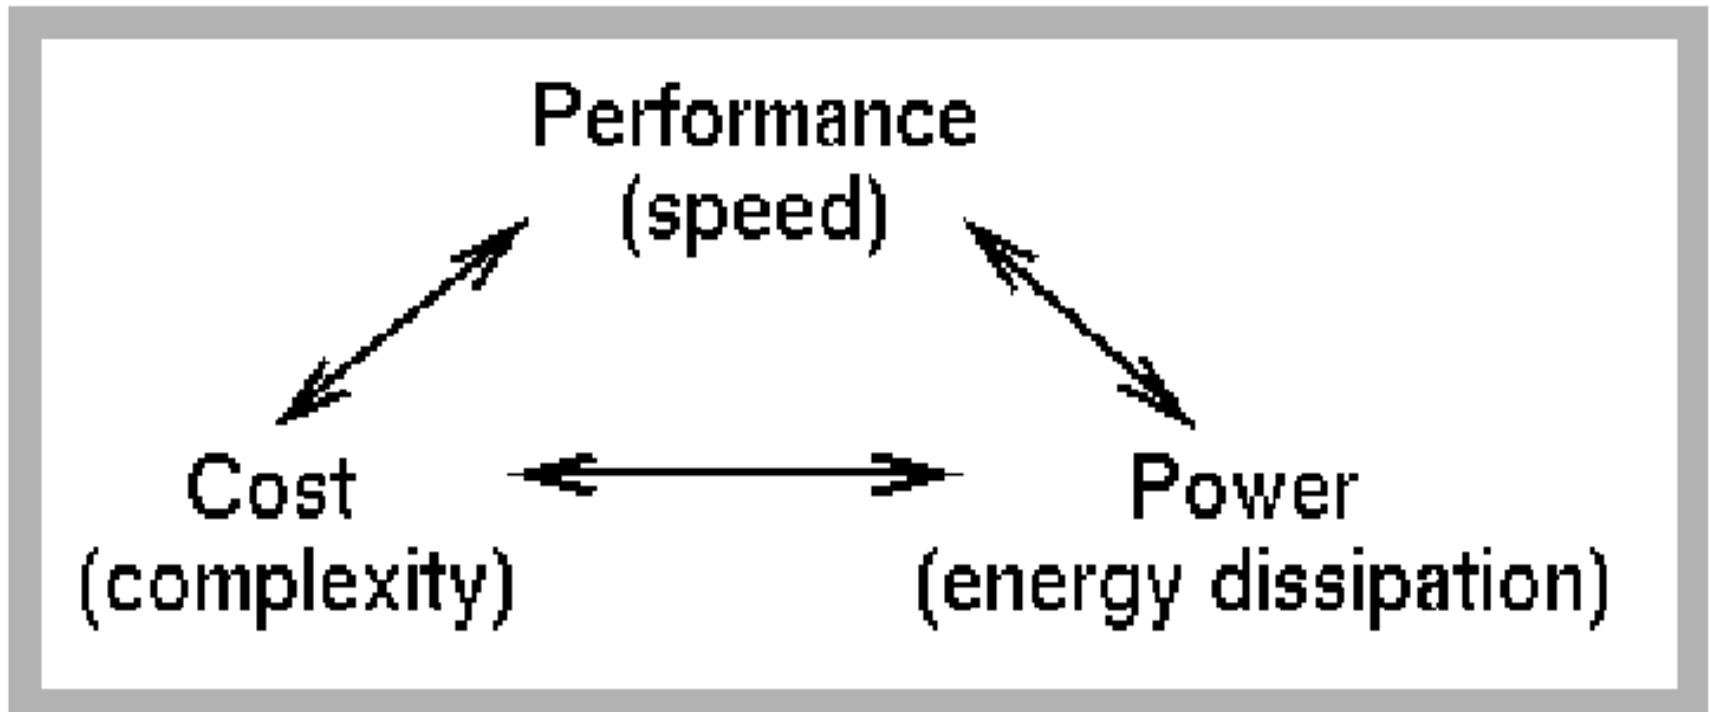 Performance
(speed)
Cost
(complexity)
Power
(energy dissipation)